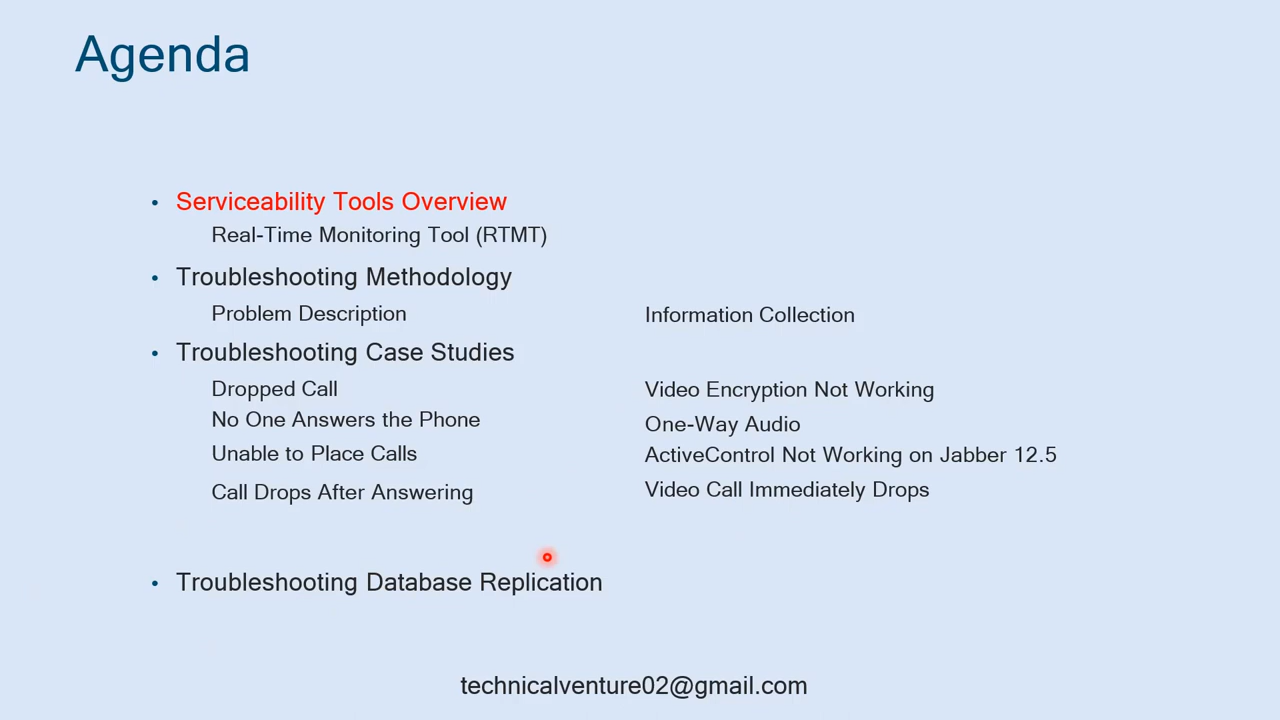 Agenda
• Serviceability Tools Overview
Real-Time Monitoring Tool (RTMT)
• Troubleshooting Methodology
Problem Description
Information Collection
• Troubleshooting Case Studies
Dropped Call
Video Encryption Not Working
No One Answers the Phone
One-Way Audio
Unable to Place Calls
ActiveControl Not Working on Jabber 12.5
Call Drops After Answering
Video Call Immediately Drops
• Troubleshooting Database Replication
technicalventure02@gmail.com